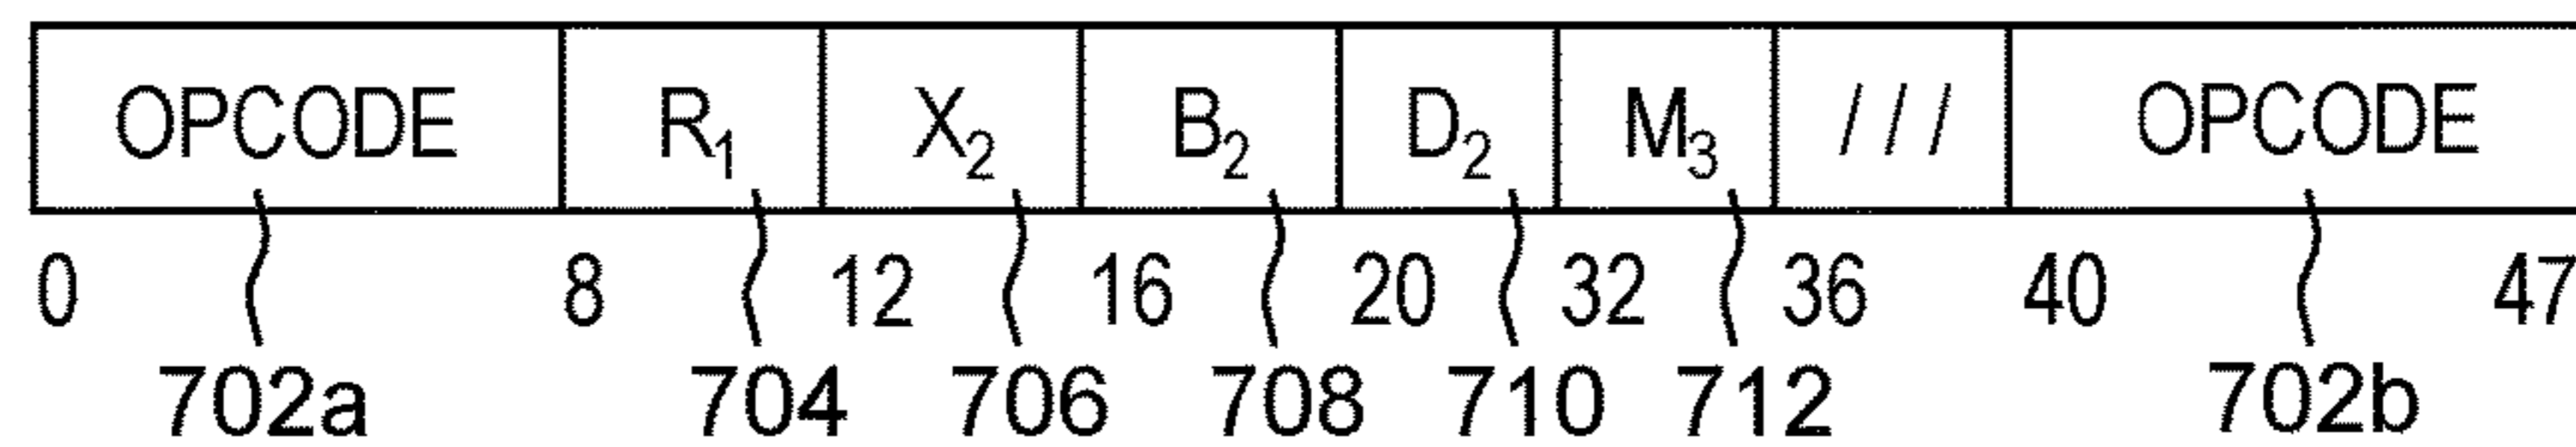 OPCODE R₁ X₂ B₂ D₂ M₃ /// OPCODE
0 8 12 16 20 32 36 40 47
702a 704 706 708 710 712 702b